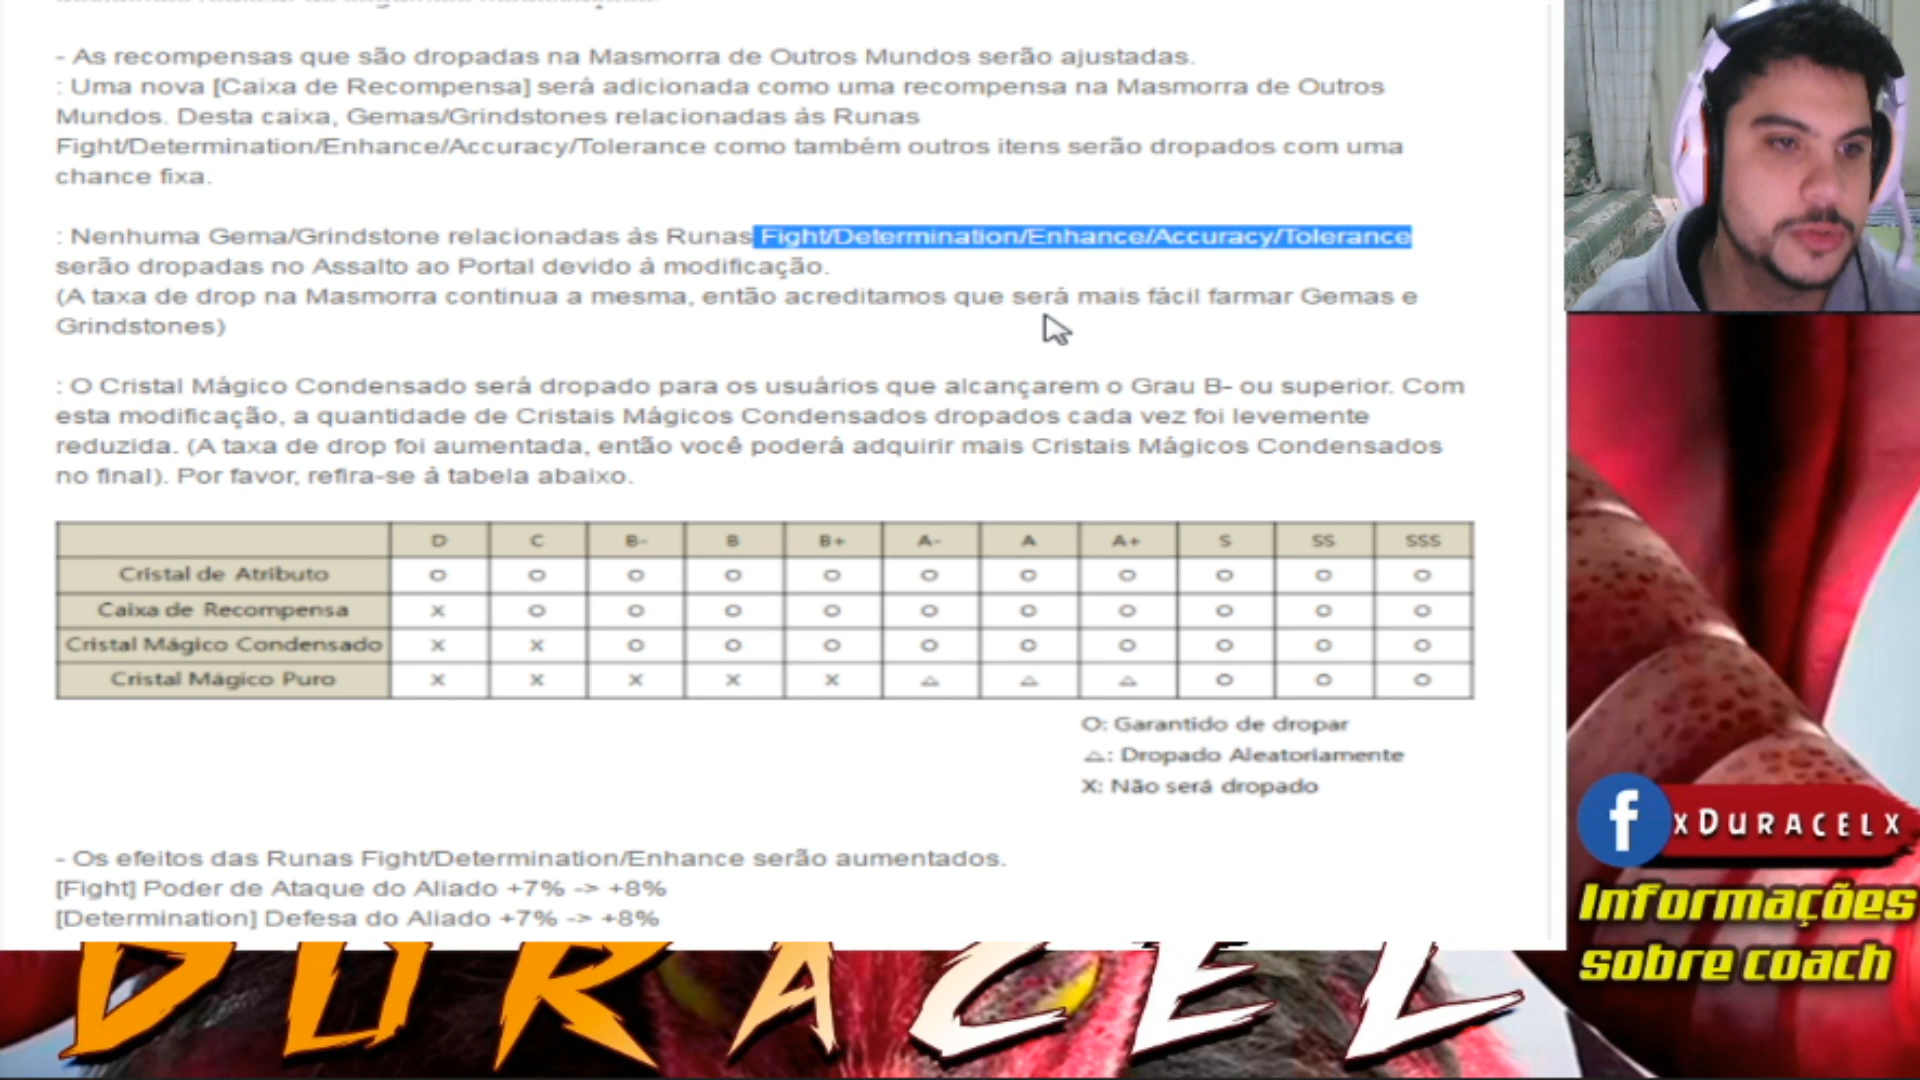 - As recompensas que são dropadas na Masmorra de Outros Mundos serão ajustadas.
: Uma nova [Caixa de Recompensa] será adicionada como uma recompensa na Masmorra de Outros
Mundos. Desta caixa, Gemas/Grindstones relacionadas ás Runas
Fight/Determination/Enhance/Accuracy/Tolerance como também outros itens serão dropados com uma
chance fixa.
: Nenhuma Gema/Grindstone relacionadas ás Runas Fight/Determination/Enhance/Accuracy/Tolerance
serão dropadas no Assalto ao Portal devido á modificação.
(A taxa de drop na Masmorra continua a mesma, então acreditamos que será mais fácil farmar Gemas e
Grindstones)
: O Cristal Mágico Condensado será dropado para os usuários que alcançarem o Grau B- ou superior. Com
esta modificação, a quantidade de Cristais Mágicos Condensados dropados cada vez foi levemente
reduzida. (A taxa de drop foi aumentada, então você poderá adquirir mais Cristais Mágicos Condensados
no final). Por favor, refira-se á tabela abaixo.
D C B- B B+ A- A A+ S SS SSS
Cristal de Atributo O O O O O O O O O O O
Caixa de Recompensa X O O O O O O O O O O
Cristal Mágico Condensado X X O O O O O O O O O
Cristal Mágico Puro X X X X X △ △ △ O O O
O: Garantido de dropar
△: Dropado Aleatoriamente
X: Não será dropado
- Os efeitos das Runas Fight/Determination/Enhance serão aumentados.
[Fight] Poder de Ataque do Aliado +7% -> +8%
[Determination] Defesa do Aliado +7% -> +8%
DURACEL
f xDURACELx
Informações
sobre coach